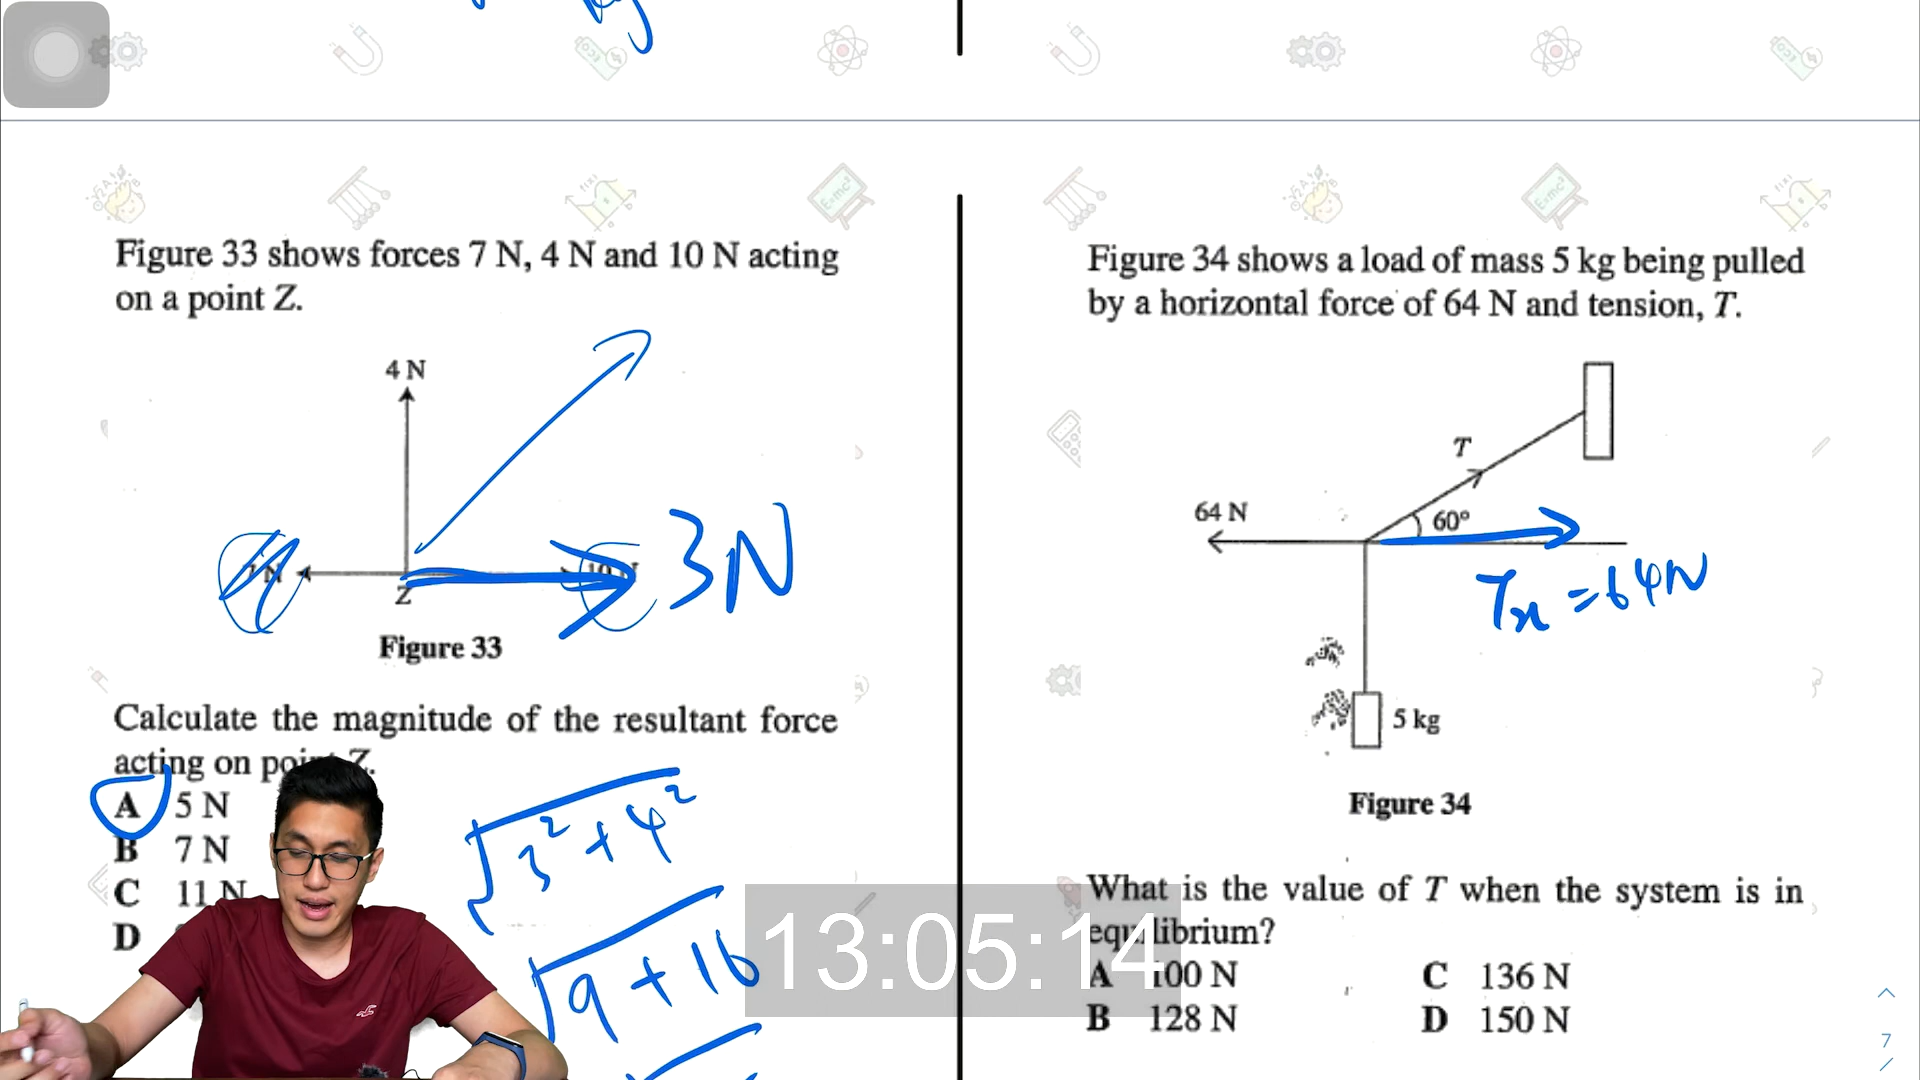 Figure 33 shows forces 7 N, 4 N and 10 N acting
on a point Z.
4 N
3N
Z
Figure 33
Calculate the magnitude of the resultant force
acting on point Z.
A 5 N
B 7 N
C 11 N
D
√3² + 4²
√9 + 16
Figure 34 shows a load of mass 5 kg being pulled
by a horizontal force of 64 N and tension, T.
T
64 N
60°
Tx = 64N
5 kg
Figure 34
What is the value of T when the system is in
equilibrium?
A 100 N C 136 N
B 128 N D 150 N
13:05:14
7